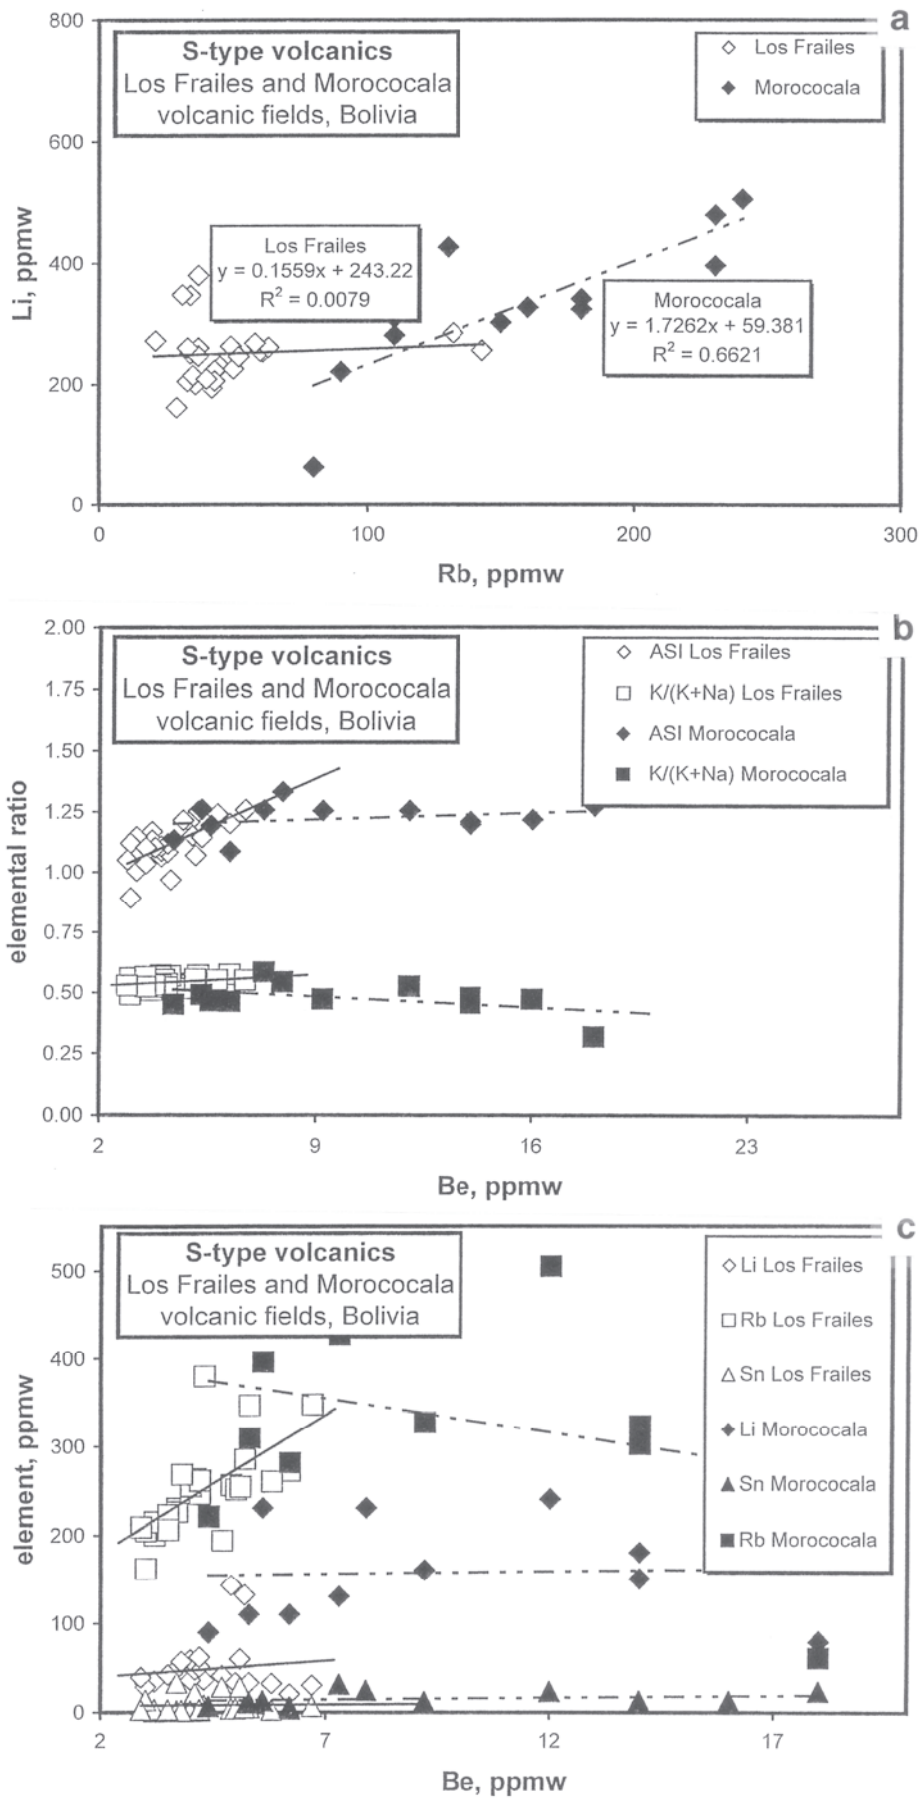 a
800
600
400
200
0
0
100
200
300
Li, ppmw
Rb, ppmw
S-type volcanics
Los Frailes and Morococala
volcanic fields, Bolivia
Los Frailes
Morococala
Los Frailes
y = 0.1559x + 243.22
R² = 0.0079
Morococala
y = 1.7262x + 59.381
R² = 0.6621
b
2.00
1.75
1.50
1.25
1.00
0.75
0.50
0.25
0.00
2
9
16
23
elemental ratio
Be, ppmw
S-type volcanics
Los Frailes and Morococala
volcanic fields, Bolivia
ASI Los Frailes
K/(K+Na) Los Frailes
ASI Morococala
K/(K+Na) Morococala
c
500
400
300
200
100
0
2
7
12
17
element, ppmw
Be, ppmw
S-type volcanics
Los Frailes and Morococala
volcanic fields, Bolivia
Li Los Frailes
Rb Los Frailes
Sn Los Frailes
Li Morococala
Sn Morococala
Rb Morococala